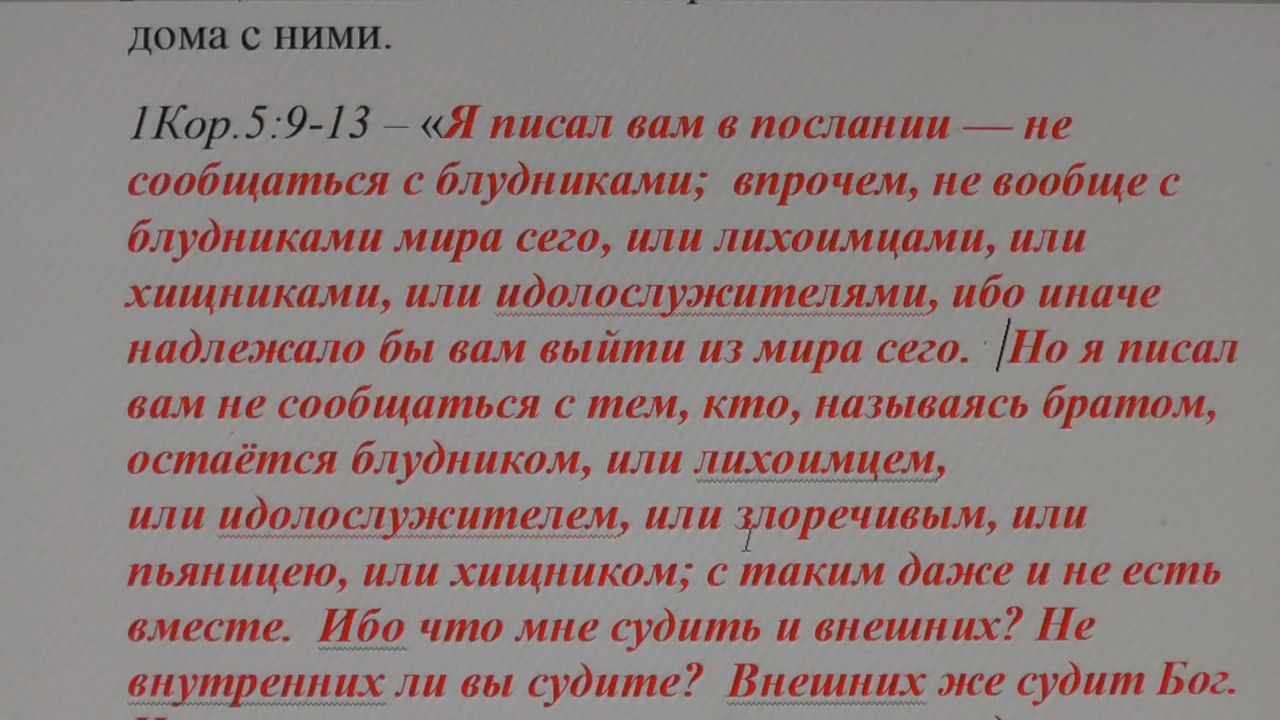 дома с ними.
1Кор.5:9-13 – «Я писал вам в послании — не
сообщаться с блудниками; впрочем, не вообще с
блудниками мира сего, или лихоимцами, или
хищниками, или идолослужителями, ибо иначе
надлежало бы вам выйти из мира сего. Но я писал
вам не сообщаться с тем, кто, называясь братом,
остаётся блудником, или лихоимцем,
или идолослужителем, или злоречивым, или
пьяницею, или хищником; с таким даже и не есть
вместе. Ибо что мне судить и внешних? Не
внутренних ли вы судите? Внешних же судит Бог.